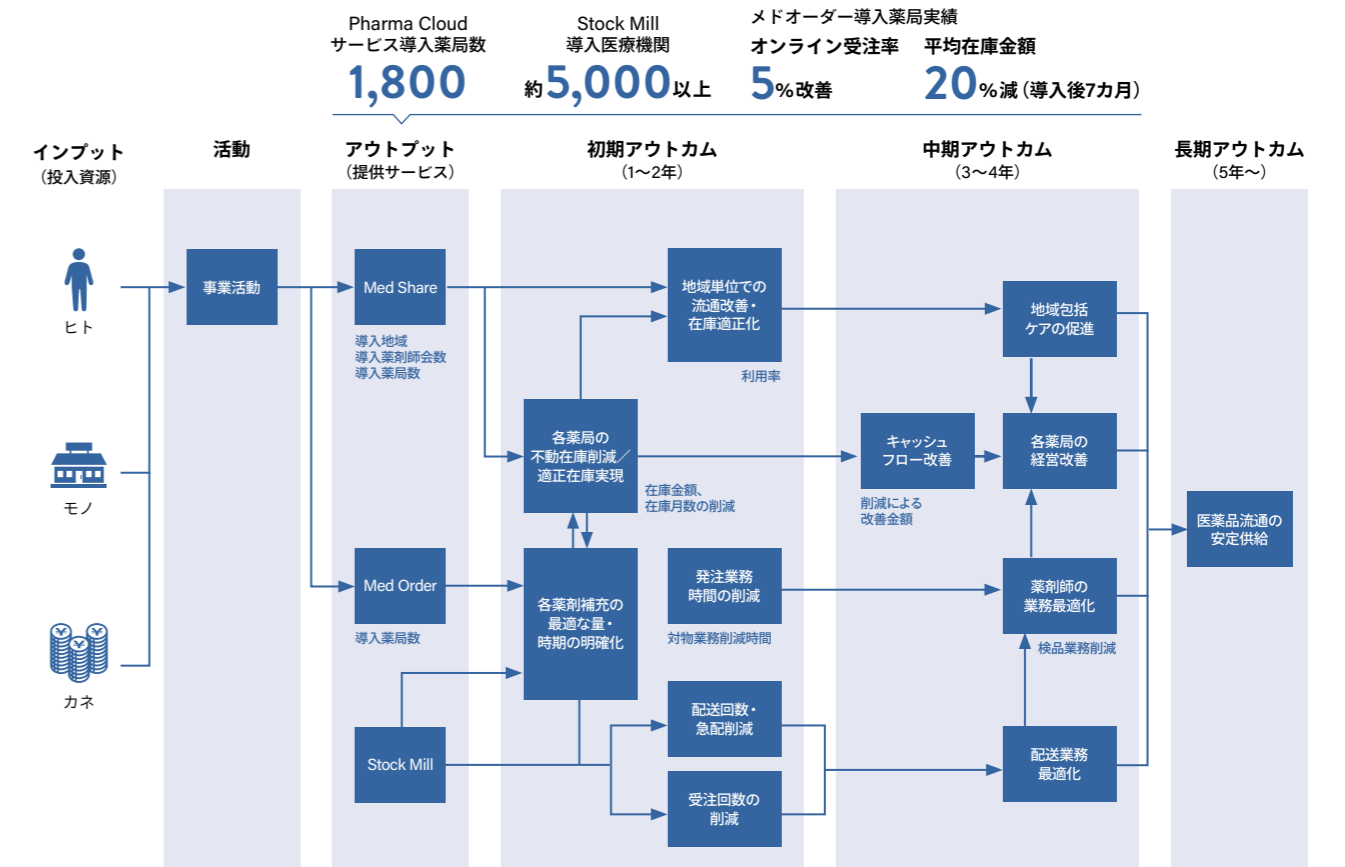 Pharma Cloud
サービス導入薬局数
1,800
Stock Mill
導入医療機関
約5,000以上
メドオーダー導入薬局実績
オンライン受注率
5%改善
平均在庫金額
20%減（導入後7カ月）
インプット
（投入資源）
活動
アウトプット
（提供サービス）
初期アウトカム
（1〜2年）
中期アウトカム
（3〜4年）
長期アウトカム
（5年〜）
ヒト
モノ
カネ
¥
¥
¥
事業活動
Med Share
導入地域
導入薬剤師会数
導入薬局数
Med Order
導入薬局数
Stock Mill
地域単位での
流通改善・
在庫適正化
利用率
各薬局の
不動在庫削減／
適正在庫実現
在庫金額、
在庫月数の削減
各薬剤補充の
最適な量・
時期の明確化
発注業務
時間の削減
対物業務削減時間
配送回数・
急配削減
受注回数の
削減
地域包括
ケアの促進
キャッシュ
フロー改善
削減による
改善金額
各薬局の
経営改善
薬剤師の
業務最適化
検品業務削減
配送業務
最適化
医薬品流通の
安定供給